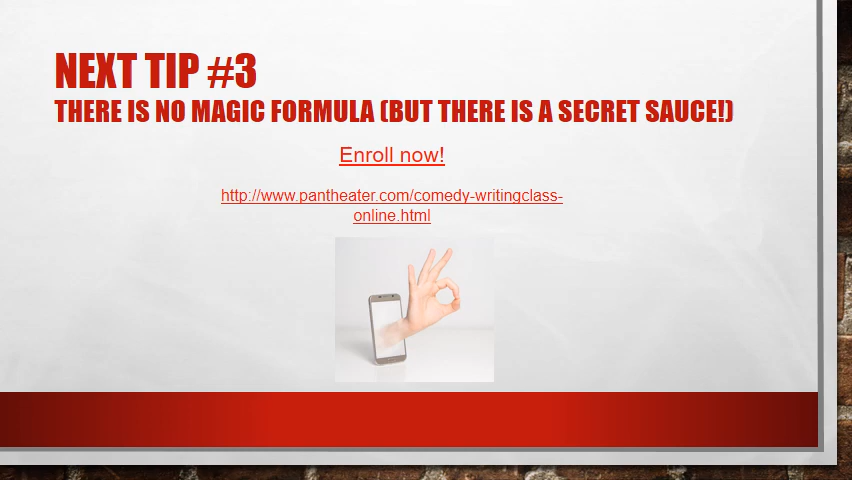 NEXT TIP #3
THERE IS NO MAGIC FORMULA (BUT THERE IS A SECRET SAUCE!)
Enroll now!
http://www.pantheater.com/comedy-writingclass-
online.html